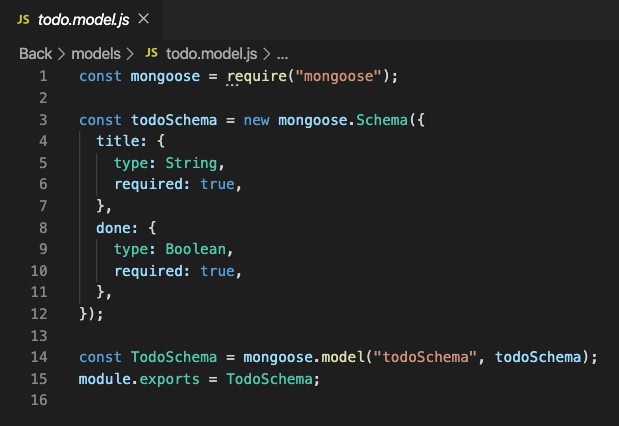 JS todo.model.js ×
Back > models > JS todo.model.js > ...
1 const mongoose = require("mongoose");
2
3 const todoSchema = new mongoose.Schema({
4   title: {
5     type: String,
6     required: true,
7   },
8   done: {
9     type: Boolean,
10     required: true,
11   },
12 });
13
14 const TodoSchema = mongoose.model("todoSchema", todoSchema);
15 module.exports = TodoSchema;
16